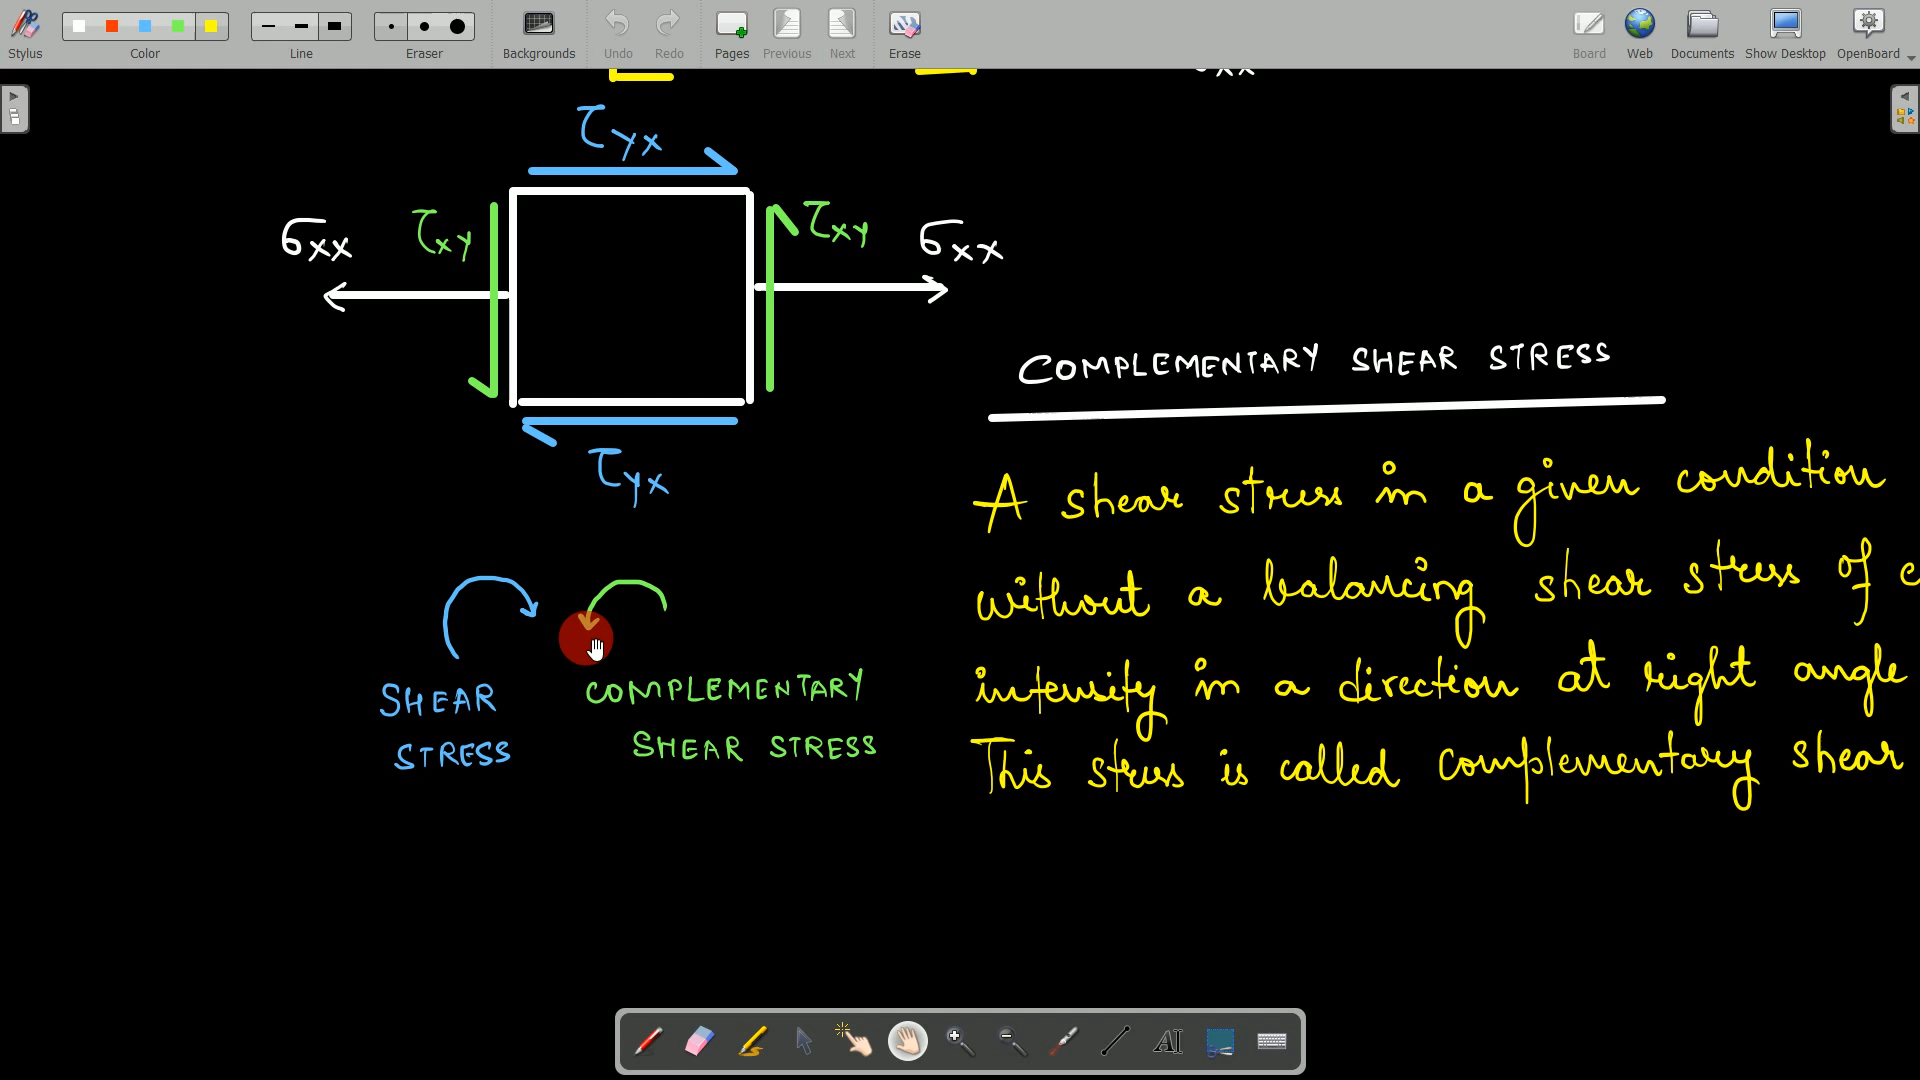 Stylus Color Line Eraser Backgrounds Undo Redo Pages Previous Next Erase Board Web Documents Show Desktop OpenBoard
τyx
σxx τxy τxy σxx
τyx
COMPLEMENTARY SHEAR STRESS
A shear stress in a given condition
without a balancing shear stress of
intensity in a direction at right angle
This stress is called complementary shear
SHEAR
STRESS
COMPLEMENTARY
SHEAR STRESS